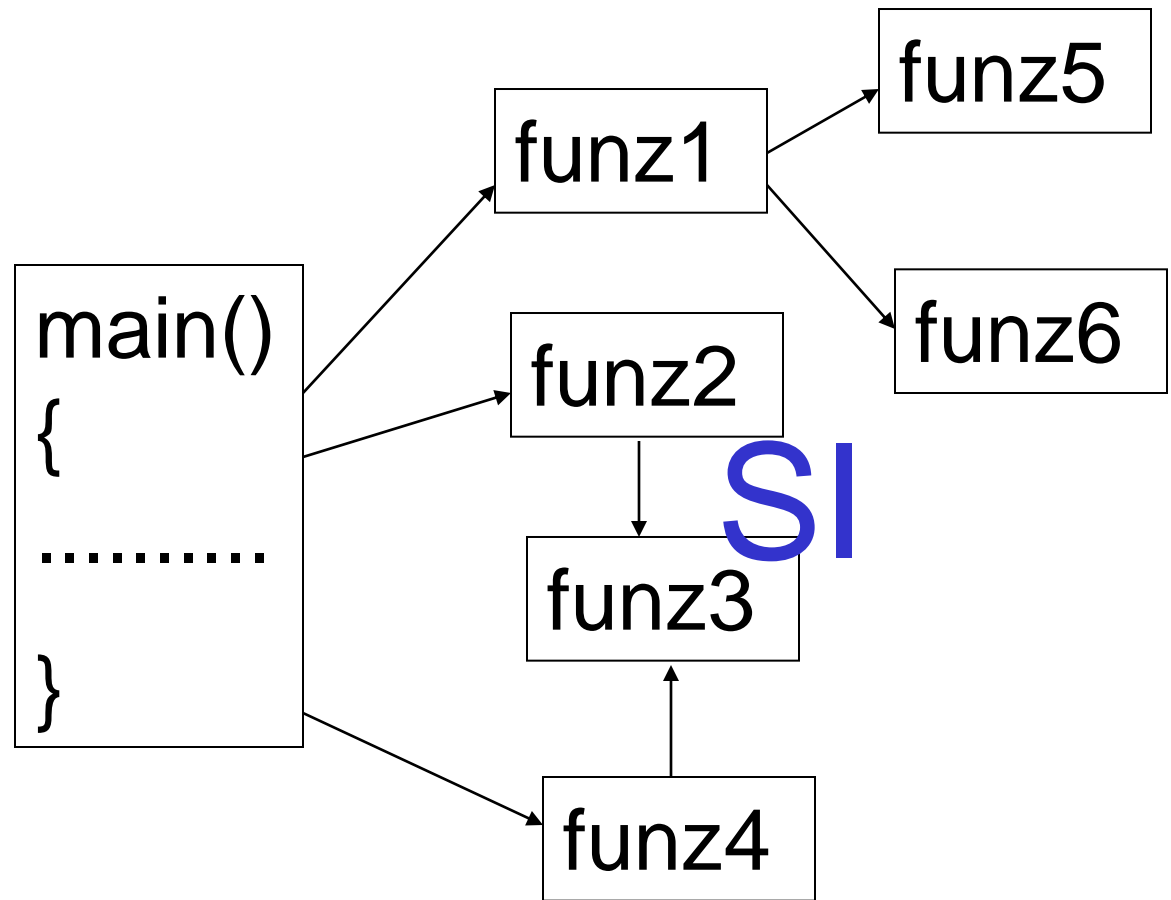 funz5
funz1
main()
{
..........
}
funz6
funz2
SI
funz3
funz4